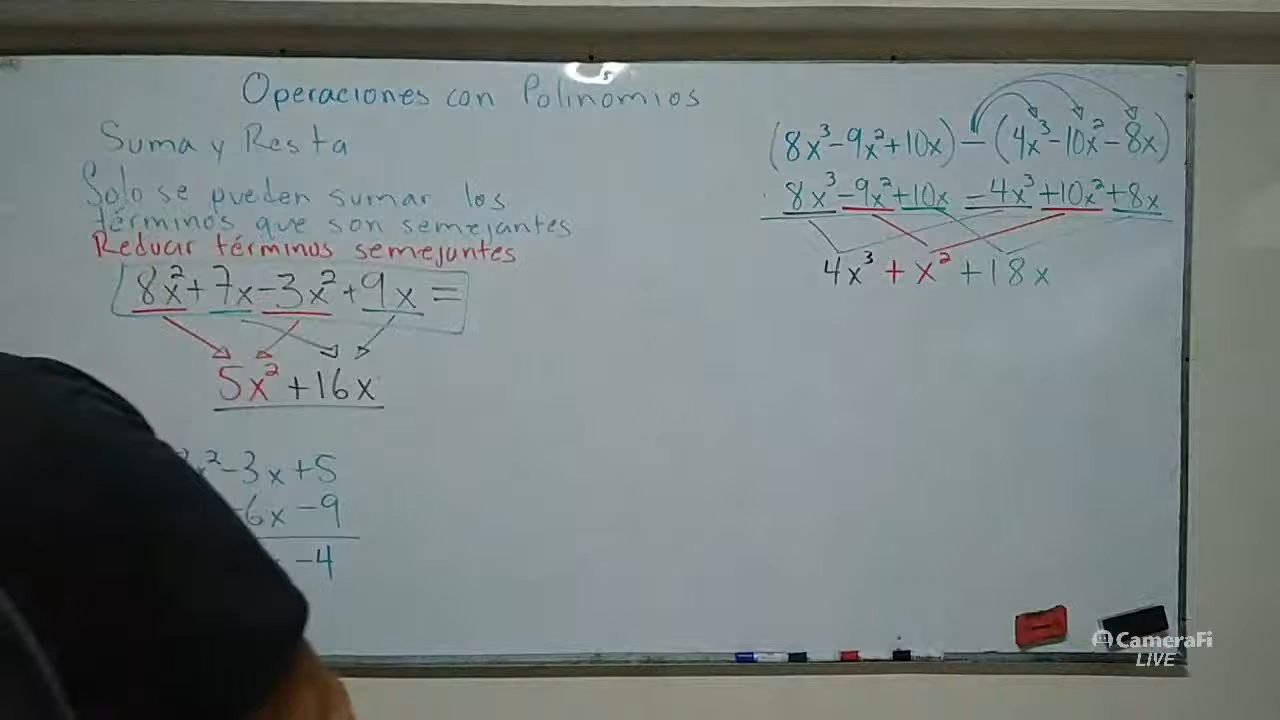 Operaciones con Polinomios
Suma y Resta
Solo se pueden sumar los
términos que son semejantes
Reducir términos semejantes
8x²+7x-3x²+9x=
5x²+16x
x²-3x+5
-6x-9
-4
(8x³-9x²+10x)-(4x³-10x²-8x)
8x³-9x²+10x-4x³+10x²+8x
4x³+x²+18x
CameraFi
LIVE